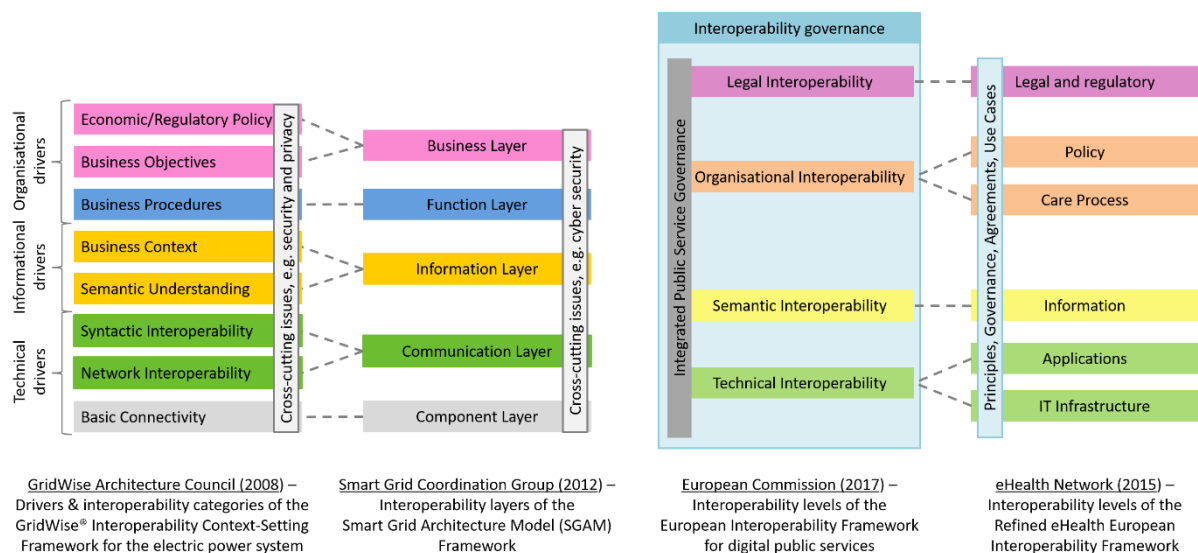 Organisational
drivers
Informational
drivers
Technical
drivers
Economic/Regulatory Policy
Business Objectives
Business Procedures
Business Context
Semantic Understanding
Syntactic Interoperability
Network Interoperability
Basic Connectivity
Cross-cutting issues, e.g. security and privacy
Business Layer
Function Layer
Information Layer
Communication Layer
Component Layer
Cross-cutting issues, e.g. cyber security
Interoperability governance
Integrated Public Service Governance
Legal Interoperability
Organisational Interoperability
Semantic Interoperability
Technical Interoperability
Principles, Governance, Agreements, Use Cases
Legal and regulatory
Policy
Care Process
Information
Applications
IT Infrastructure
GridWise Architecture Council (2008) –
Drivers & interoperability categories of the
GridWise® Interoperability Context-Setting
Framework for the electric power system
Smart Grid Coordination Group (2012) –
Interoperability layers of the
Smart Grid Architecture Model (SGAM)
Framework
European Commission (2017) –
Interoperability levels of the
European Interoperability Framework
for digital public services
eHealth Network (2015) –
Interoperability levels of the
Refined eHealth European
Interoperability Framework